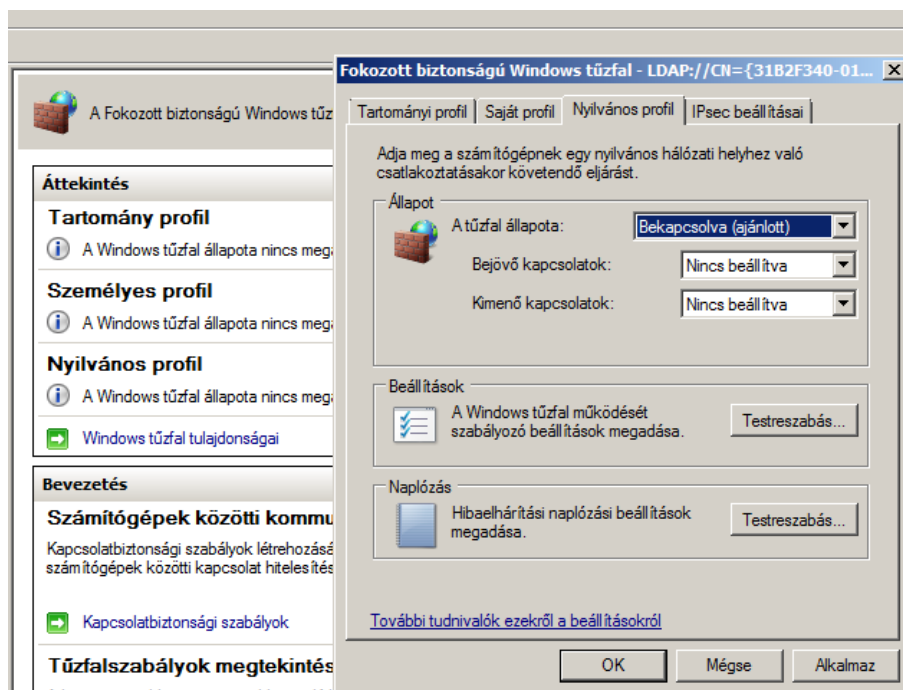 Fokozott biztonságú Windows tűzfal - LDAP://CN={31B2F340-01...
A Fokozott biztonságú Windows tűz
Áttekintés
Tartomány profil
A Windows tűzfal állapota nincs meg
Személyes profil
A Windows tűzfal állapota nincs meg
Nyilvános profil
A Windows tűzfal állapota nincs meg
Windows tűzfal tulajdonságai
Bevezetés
Számítógépek közötti kommu
Kapcsolatbiztonsági szabályok létrehozásá
számítógépek közötti kapcsolat hitelesítés
Kapcsolatbiztonsági szabályok
Tűzfalszabályok megtekintés
Tartományi profil Saját profil Nyilvános profil IPsec beállításai
Adja meg a számítógépnek egy nyilvános hálózati helyhez való
csatlakoztatásakor követendő eljárást.
Állapot
A tűzfal állapota: Bekapcsolva (ajánlott)
Bejövő kapcsolatok: Nincs beállítva
Kimenő kapcsolatok: Nincs beállítva
Beállítások
A Windows tűzfal működését
szabályozó beállítások megadása.
Testreszabás...
Naplózás
Hibaelhárítási naplózási beállítások
megadása.
Testreszabás...
További tudnivalók ezekről a beállításokról
OK Mégse Alkalmaz